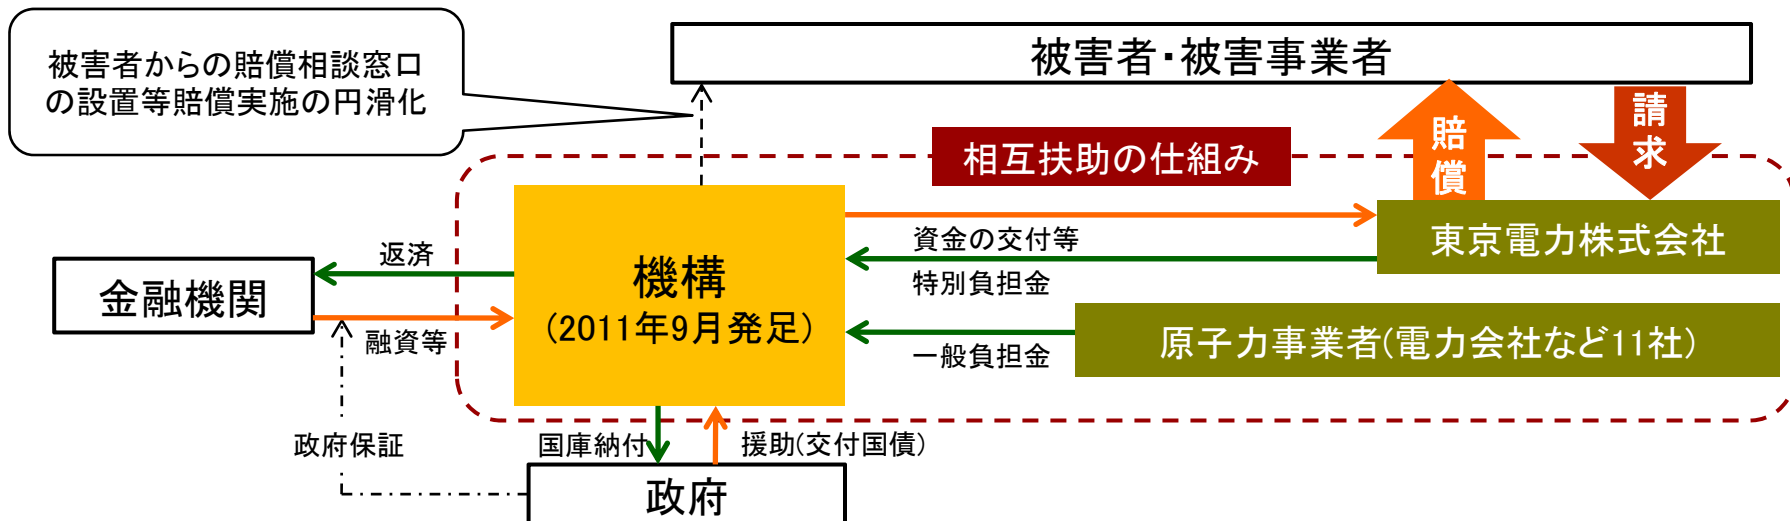 被害者からの賠償相談窓口
の設置等賠償実施の円滑化
被害者・被害事業者
賠償
請求
相互扶助の仕組み
機構
(2011年9月発足)
資金の交付等
特別負担金
一般負担金
東京電力株式会社
原子力事業者(電力会社など11社)
返済
金融機関
融資等
政府保証
国庫納付
援助(交付国債)
政府